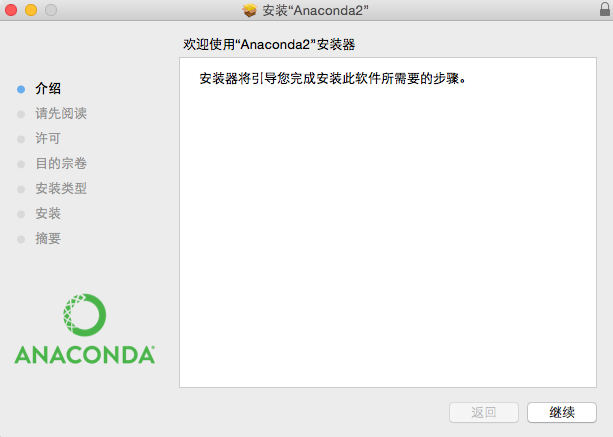 安装“Anaconda2”
欢迎使用“Anaconda2”安装器
安装器将引导您完成安装此软件所需要的步骤。
介绍
请先阅读
许可
目的宗卷
安装类型
安装
摘要
ANACONDA
返回
继续